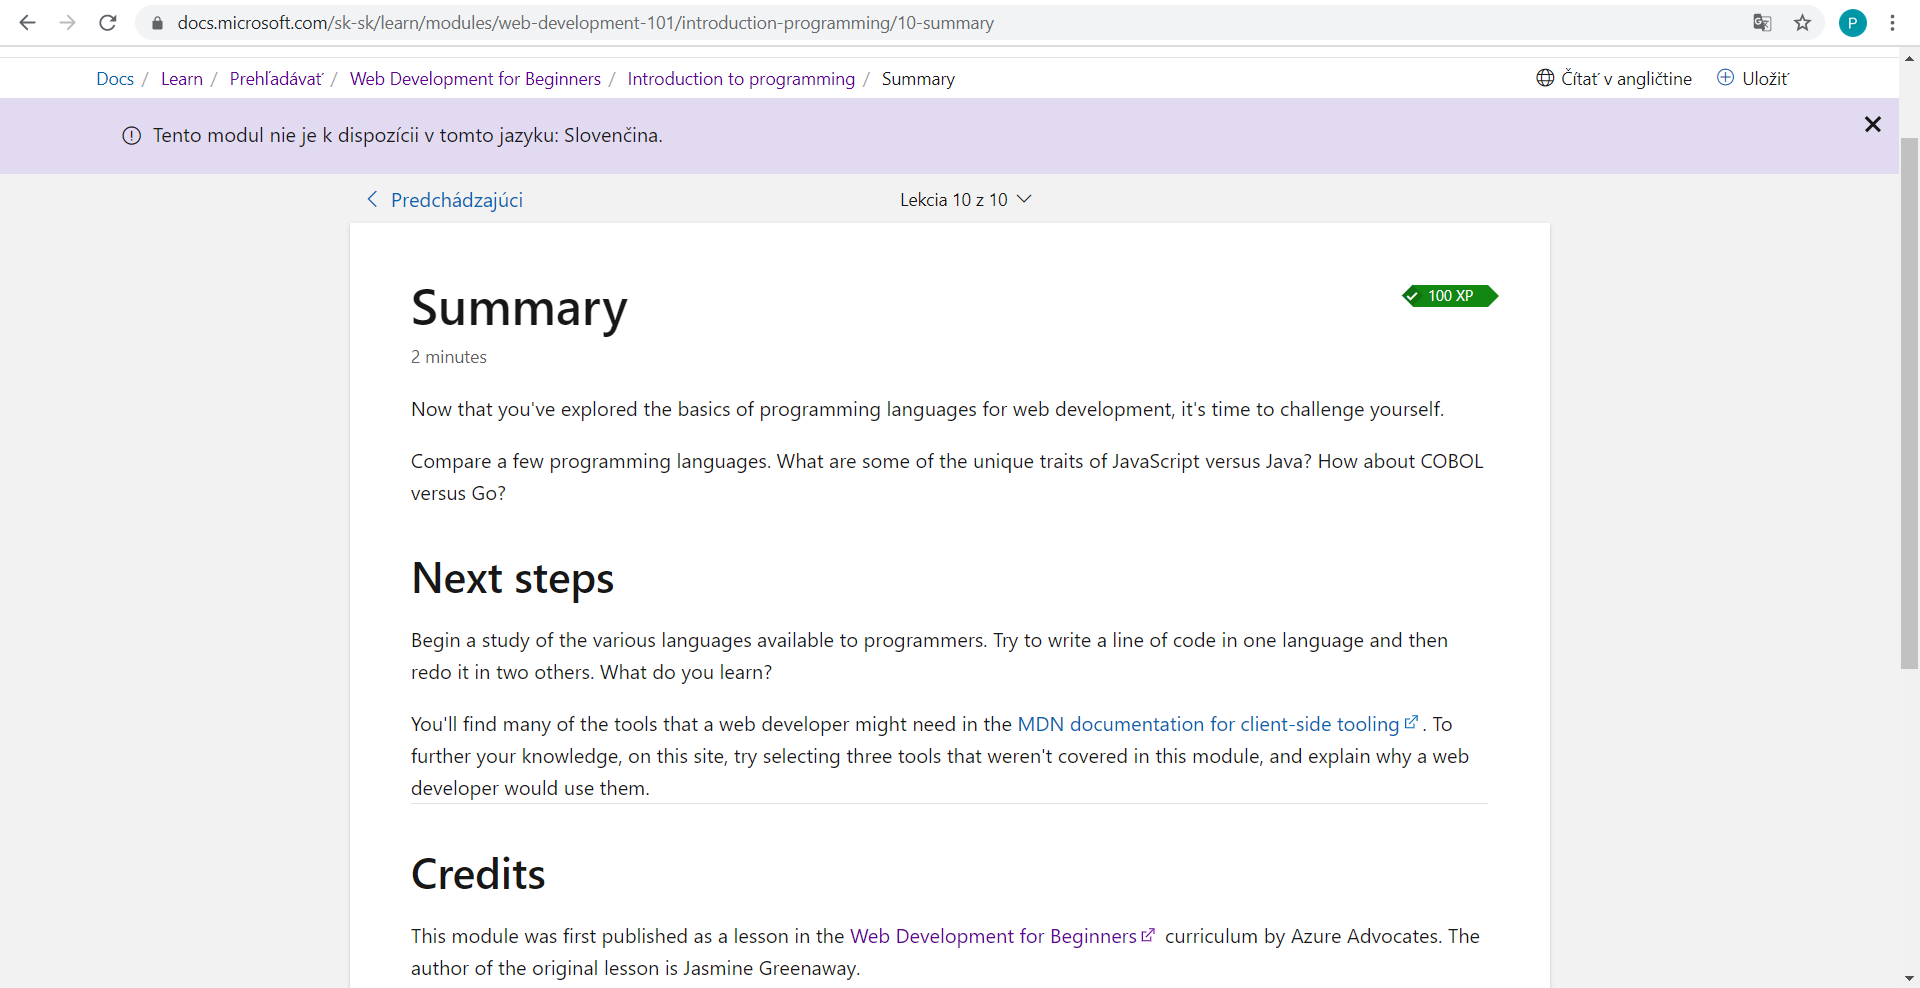 docs.microsoft.com/sk-sk/learn/modules/web-development-101/introduction-programming/10-summary
P
Docs / Learn / Prehľadávať / Web Development for Beginners / Introduction to programming / Summary
Čítať v angličtine
Uložiť
Tento modul nie je k dispozícii v tomto jazyku: Slovenčina.
Predchádzajúci
Lekcia 10 z 10
Summary
100 XP
2 minutes
Now that you've explored the basics of programming languages for web development, it's time to challenge yourself.
Compare a few programming languages. What are some of the unique traits of JavaScript versus Java? How about COBOL
versus Go?
Next steps
Begin a study of the various languages available to programmers. Try to write a line of code in one language and then
redo it in two others. What do you learn?
You'll find many of the tools that a web developer might need in the MDN documentation for client-side tooling . To
further your knowledge, on this site, try selecting three tools that weren't covered in this module, and explain why a web
developer would use them.
Credits
This module was first published as a lesson in the Web Development for Beginners curriculum by Azure Advocates. The
author of the original lesson is Jasmine Greenaway.